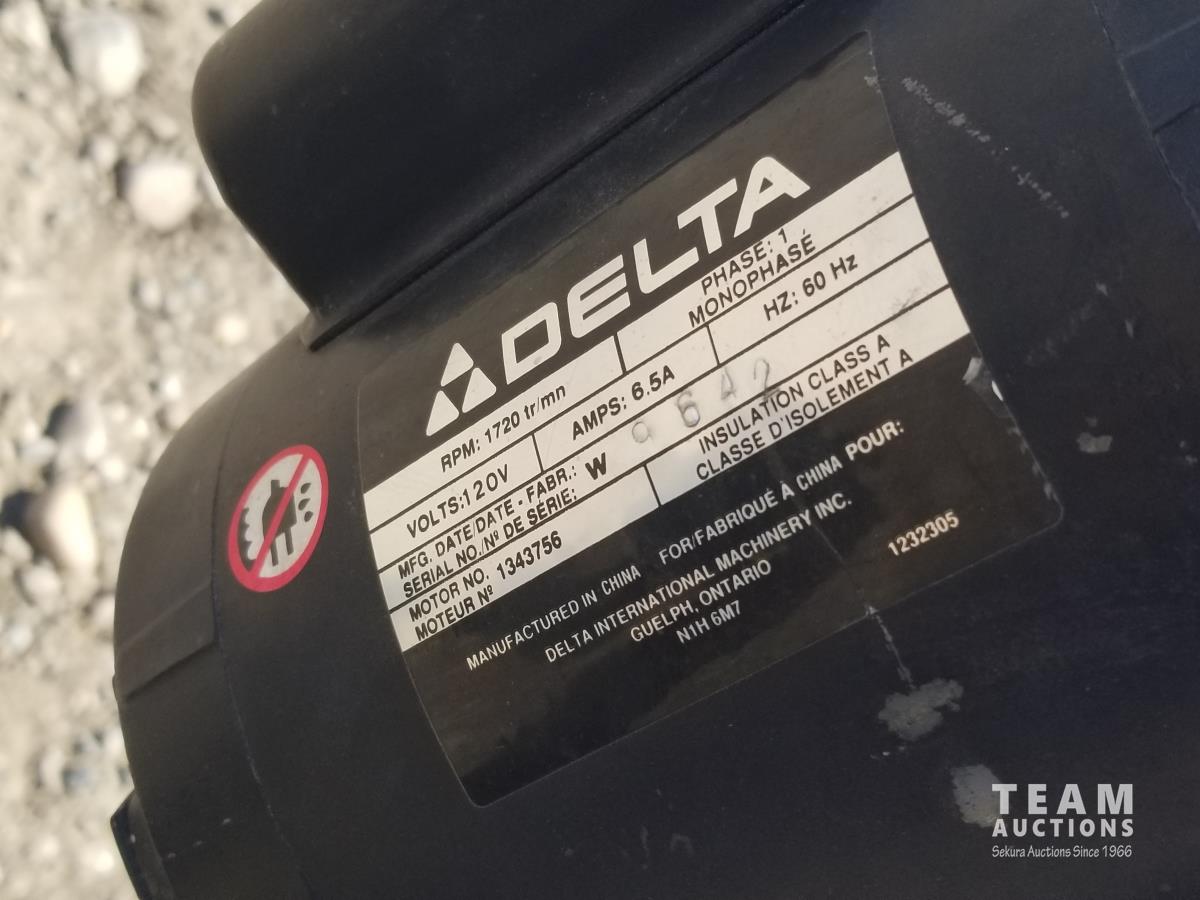 DELTA
RPM: 1720 tr/mn
PHASE: 1
MONOPHASÉ
VOLTS:120V
AMPS: 6.5A
HZ: 60 Hz
MFG. DATE/DATE - FABR.:
SERIAL NO./Nº DE SÉRIE: W 9642
MOTOR NO. 1343756
MOTEUR Nº
INSULATION CLASS A
CLASSE D'ISOLEMENT A
MANUFACTURED IN CHINA FOR/FABRIQUÉ À CHINA POUR:
DELTA INTERNATIONAL MACHINERY INC.
GUELPH, ONTARIO
N1H 6M7
1232305
TEAM
AUCTIONS
Sekura Auctions Since 1966